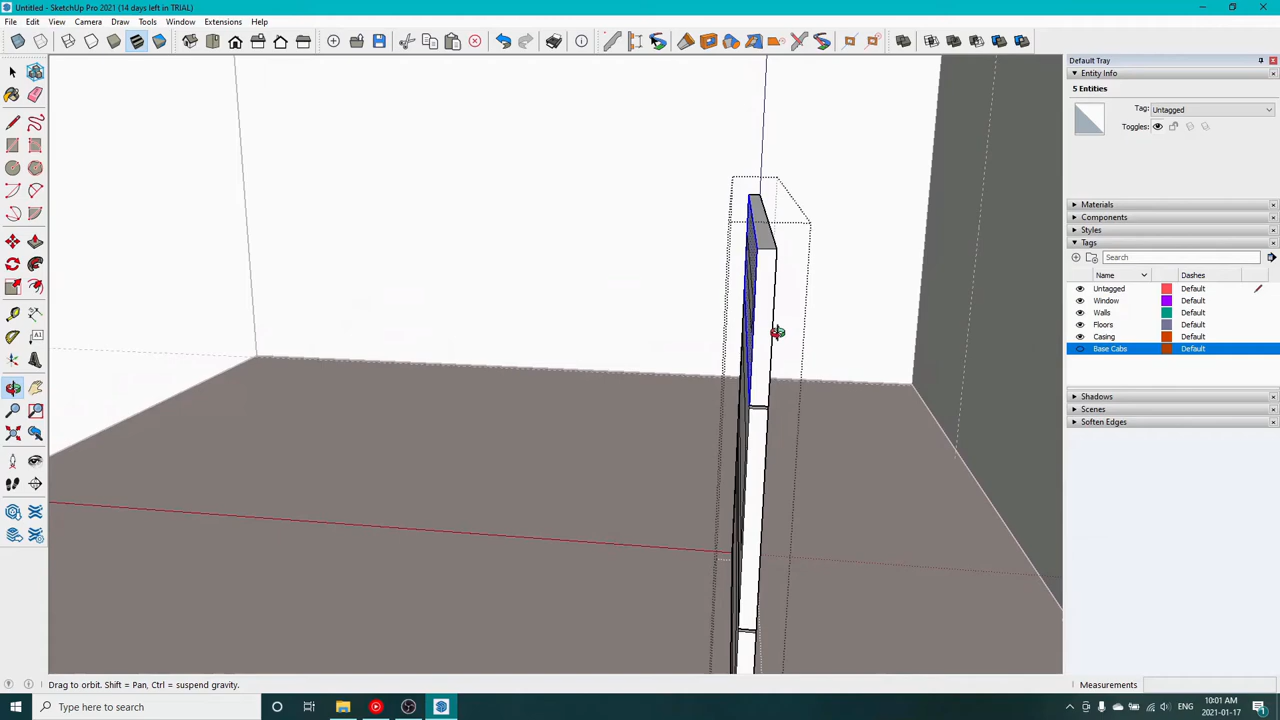 Untitled - SketchUp Pro 2021 (14 days left in TRIAL)
File Edit View Camera Draw Tools Window Extensions Help
Default Tray
Entity Info
5 Entities
Tag: Untagged
Toggles:
Materials
Components
Styles
Tags
Search
Name Dashes
Untagged Default
Window Default
Walls Default
Floors Default
Casing Default
Base Cabs Default
Shadows
Scenes
Soften Edges
Drag to orbit. Shift = Pan, Ctrl = suspend gravity.
Measurements
Type here to search
ENG
10:01 AM
2021-01-17
1